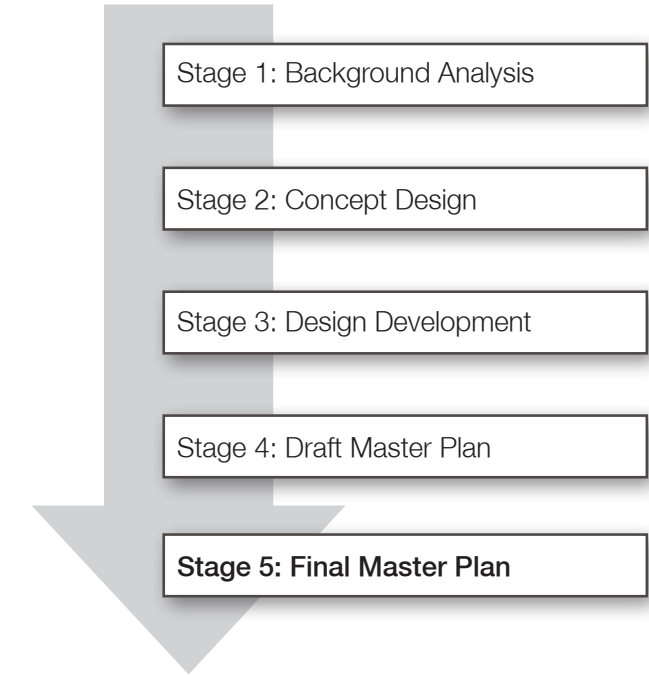 Stage 1: Background Analysis
Stage 2: Concept Design
Stage 3: Design Development
Stage 4: Draft Master Plan
Stage 5: Final Master Plan